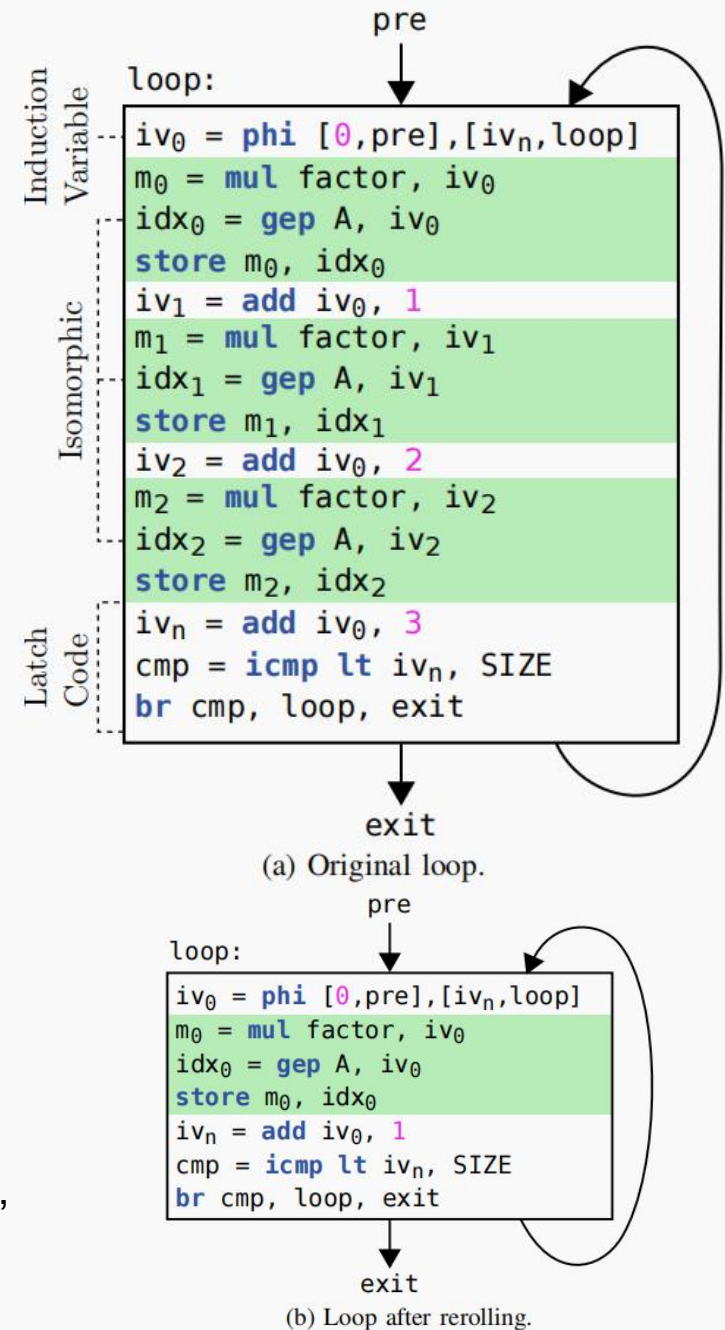 pre
loop:
Induction
Variable
iv₀ = phi [0,pre],[ivₙ,loop]
m₀ = mul factor, iv₀
idx₀ = gep A, iv₀
store m₀, idx₀
iv₁ = add iv₀, 1
Isomorphic
m₁ = mul factor, iv₁
idx₁ = gep A, iv₁
store m₁, idx₁
iv₂ = add iv₀, 2
m₂ = mul factor, iv₂
idx₂ = gep A, iv₂
store m₂, idx₂
Latch
Code
ivₙ = add iv₀, 3
cmp = icmp lt ivₙ, SIZE
br cmp, loop, exit
exit
(a) Original loop.
pre
loop:
iv₀ = phi [0,pre],[ivₙ,loop]
m₀ = mul factor, iv₀
idx₀ = gep A, iv₀
store m₀, idx₀
ivₙ = add iv₀, 1
cmp = icmp lt ivₙ, SIZE
br cmp, loop, exit
,
exit
(b) Loop after rerolling.